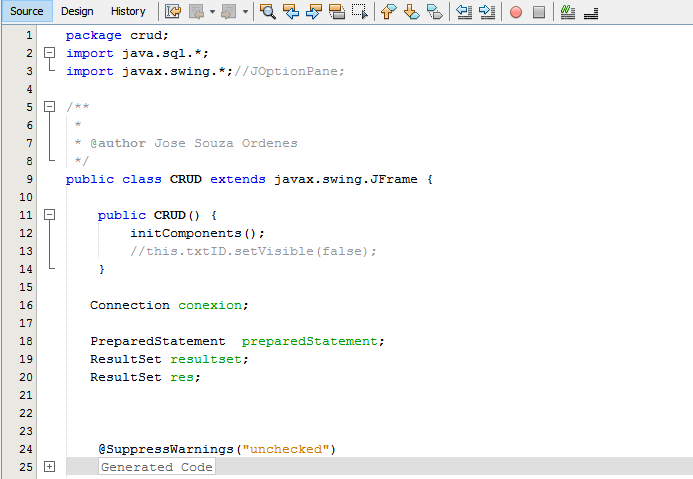 Source Design History
1 package crud;
2 import java.sql.*;
3 import javax.swing.*;//JOptionPane;
4
5 /**
6 *
7 * @author Jose Souza Ordenes
8 */
9 public class CRUD extends javax.swing.JFrame {
10
11 public CRUD() {
12 initComponents();
13 //this.txtID.setVisible(false);
14 }
15
16 Connection conexion;
17
18 PreparedStatement  preparedStatement;
19 ResultSet resultset;
20 ResultSet res;
21
22
23
24 @SuppressWarnings("unchecked")
25 Generated Code